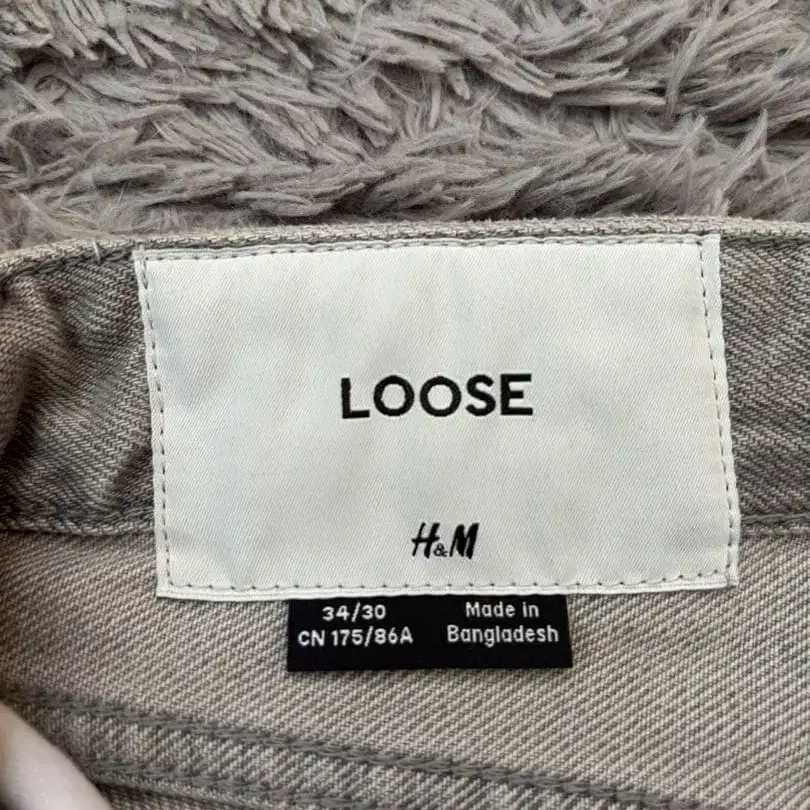 LOOSE
H&M
34/30
CN 175/86A
Made in
Bangladesh